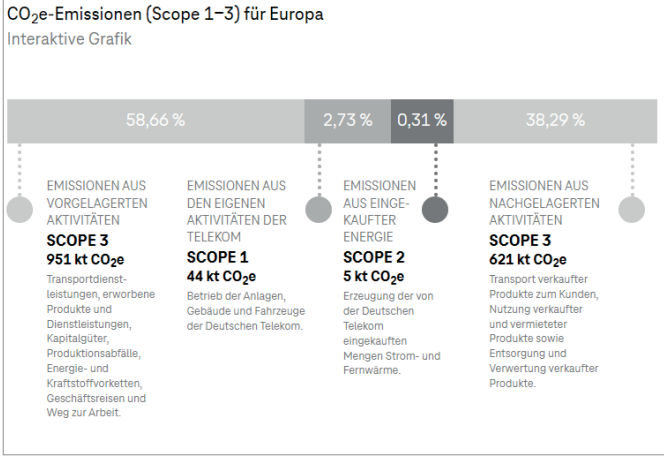 CO₂e-Emissionen (Scope 1–3) für Europa
Interaktive Grafik
58,66 %
2,73 %
0,31 %
38,29 %
EMISSIONEN AUS
VORGELAGERTEN
AKTIVITÄTEN
SCOPE 3
951 kt CO₂e
Transportdienst-
leistungen, erworbene
Produkte und
Dienstleistungen,
Kapitalgüter,
Produktionsabfälle,
Energie- und
Kraftstoffvorketten,
Geschäftsreisen und
Weg zur Arbeit.
EMISSIONEN AUS
DEN EIGENEN
AKTIVITÄTEN DER
TELEKOM
SCOPE 1
44 kt CO₂e
Betrieb der Anlagen,
Gebäude und Fahrzeuge
der Deutschen Telekom.
EMISSIONEN
AUS EINGE-
KAUFTER
ENERGIE
SCOPE 2
5 kt CO₂e
Erzeugung der von
der Deutschen
Telekom
eingekauften
Mengen Strom- und
Fernwärme.
EMISSIONEN AUS
NACHGELAGERTEN
AKTIVITÄTEN
SCOPE 3
621 kt CO₂e
Transport verkaufter
Produkte zum Kunden,
Nutzung verkaufter
und vermieteter
Produkte sowie
Entsorgung und
Verwertung verkaufter
Produkte.